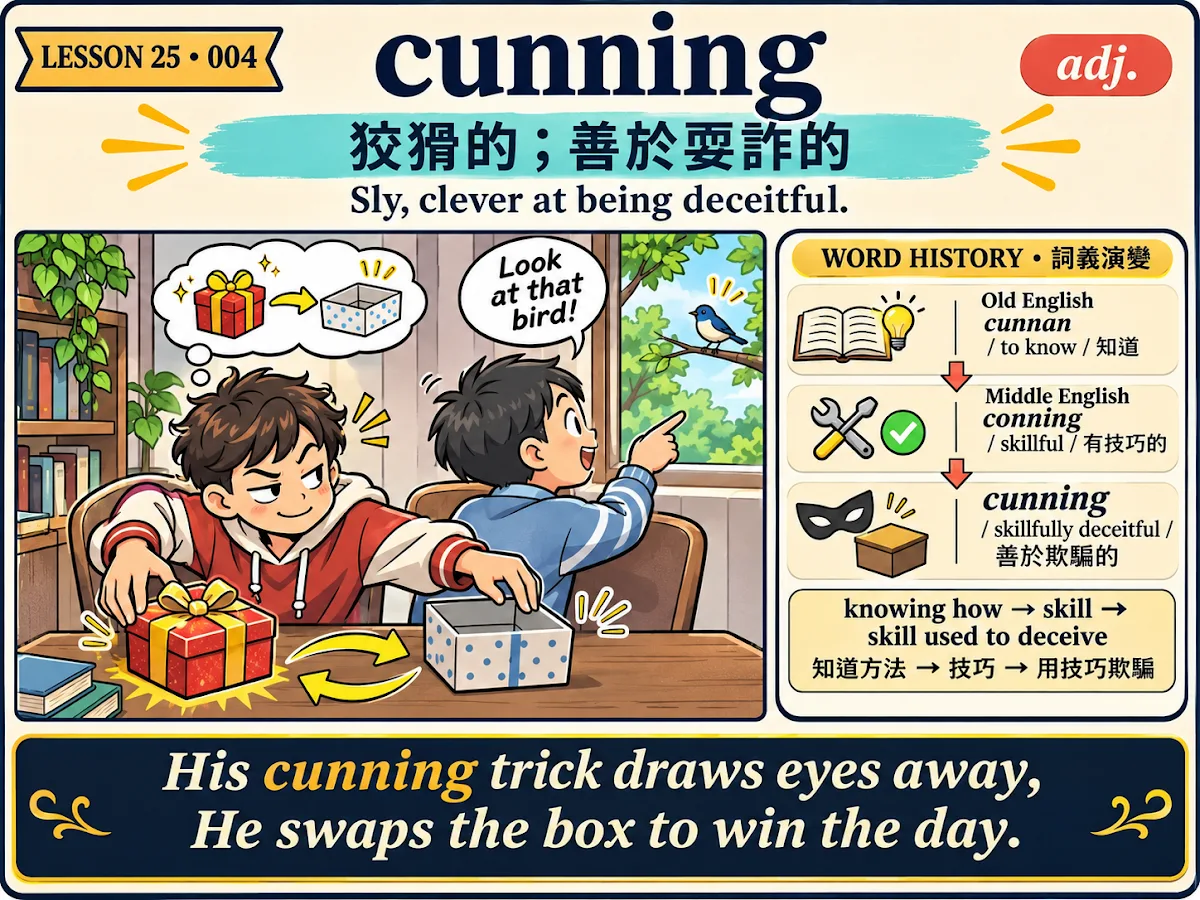 LESSON 25 • 004
cunning
adj.
狡猾的；善於耍詐的
Sly, clever at being deceitful.
Look
at that
bird!
WORD HISTORY • 詞義演變
Old English
cunnan
/ to know / 知道
Middle English
conning
/ skillful / 有技巧的
cunning
/ skillfully deceitful /
善於欺騙的
knowing how → skill →
skill used to deceive
知道方法 → 技巧 → 用技巧欺騙
His cunning trick draws eyes away,
He swaps the box to win the day.